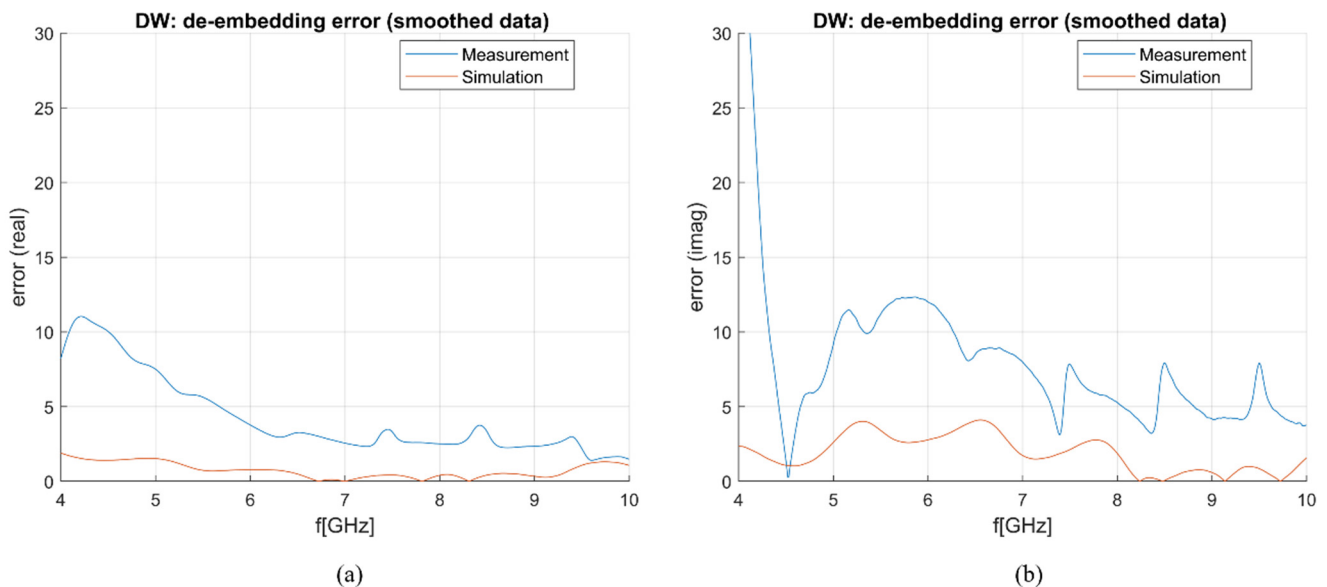 DW: de-embedding error (smoothed data)
30
25
20
15
10
5
0
error (real)
Measurement
Simulation
4
5
6
7
8
9
10
f[GHz]
(a)
DW: de-embedding error (smoothed data)
30
25
20
15
10
5
0
error (imag)
Measurement
Simulation
4
5
6
7
8
9
10
f[GHz]
(b)